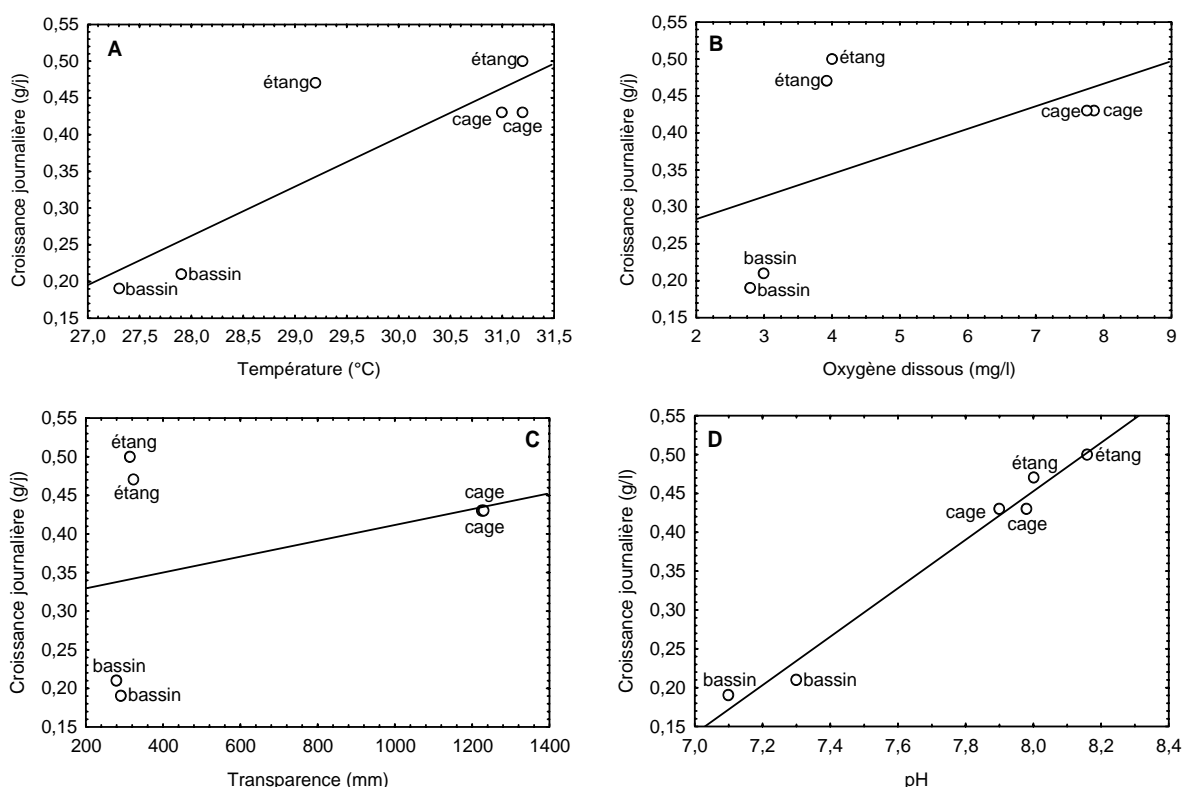 A
Croissance journalière (g/j)
0,55
0,50
0,45
0,40
0,35
0,30
0,25
0,20
0,15
étang
étang
cage
cage
bassin
bassin
27,0 27,5 28,0 28,5 29,0 29,5 30,0 30,5 31,0 31,5
Température (°C)
B
Croissance journalière (g/j)
0,55
0,50
0,45
0,40
0,35
0,30
0,25
0,20
0,15
étang
étang
cage cage
bassin
bassin
2 3 4 5 6 7 8 9
Oxygène dissous (mg/l)
C
Croissance journalière (g/j)
0,55
0,50
0,45
0,40
0,35
0,30
0,25
0,20
0,15
étang
étang
cage
cage
bassin
bassin
200 400 600 800 1000 1200 1400
Transparence (mm)
D
Croissance journalière (g/l)
0,55
0,50
0,45
0,40
0,35
0,30
0,25
0,20
0,15
étang
étang
cage
cage
bassin
bassin
7,0 7,2 7,4 7,6 7,8 8,0 8,2 8,4
pH